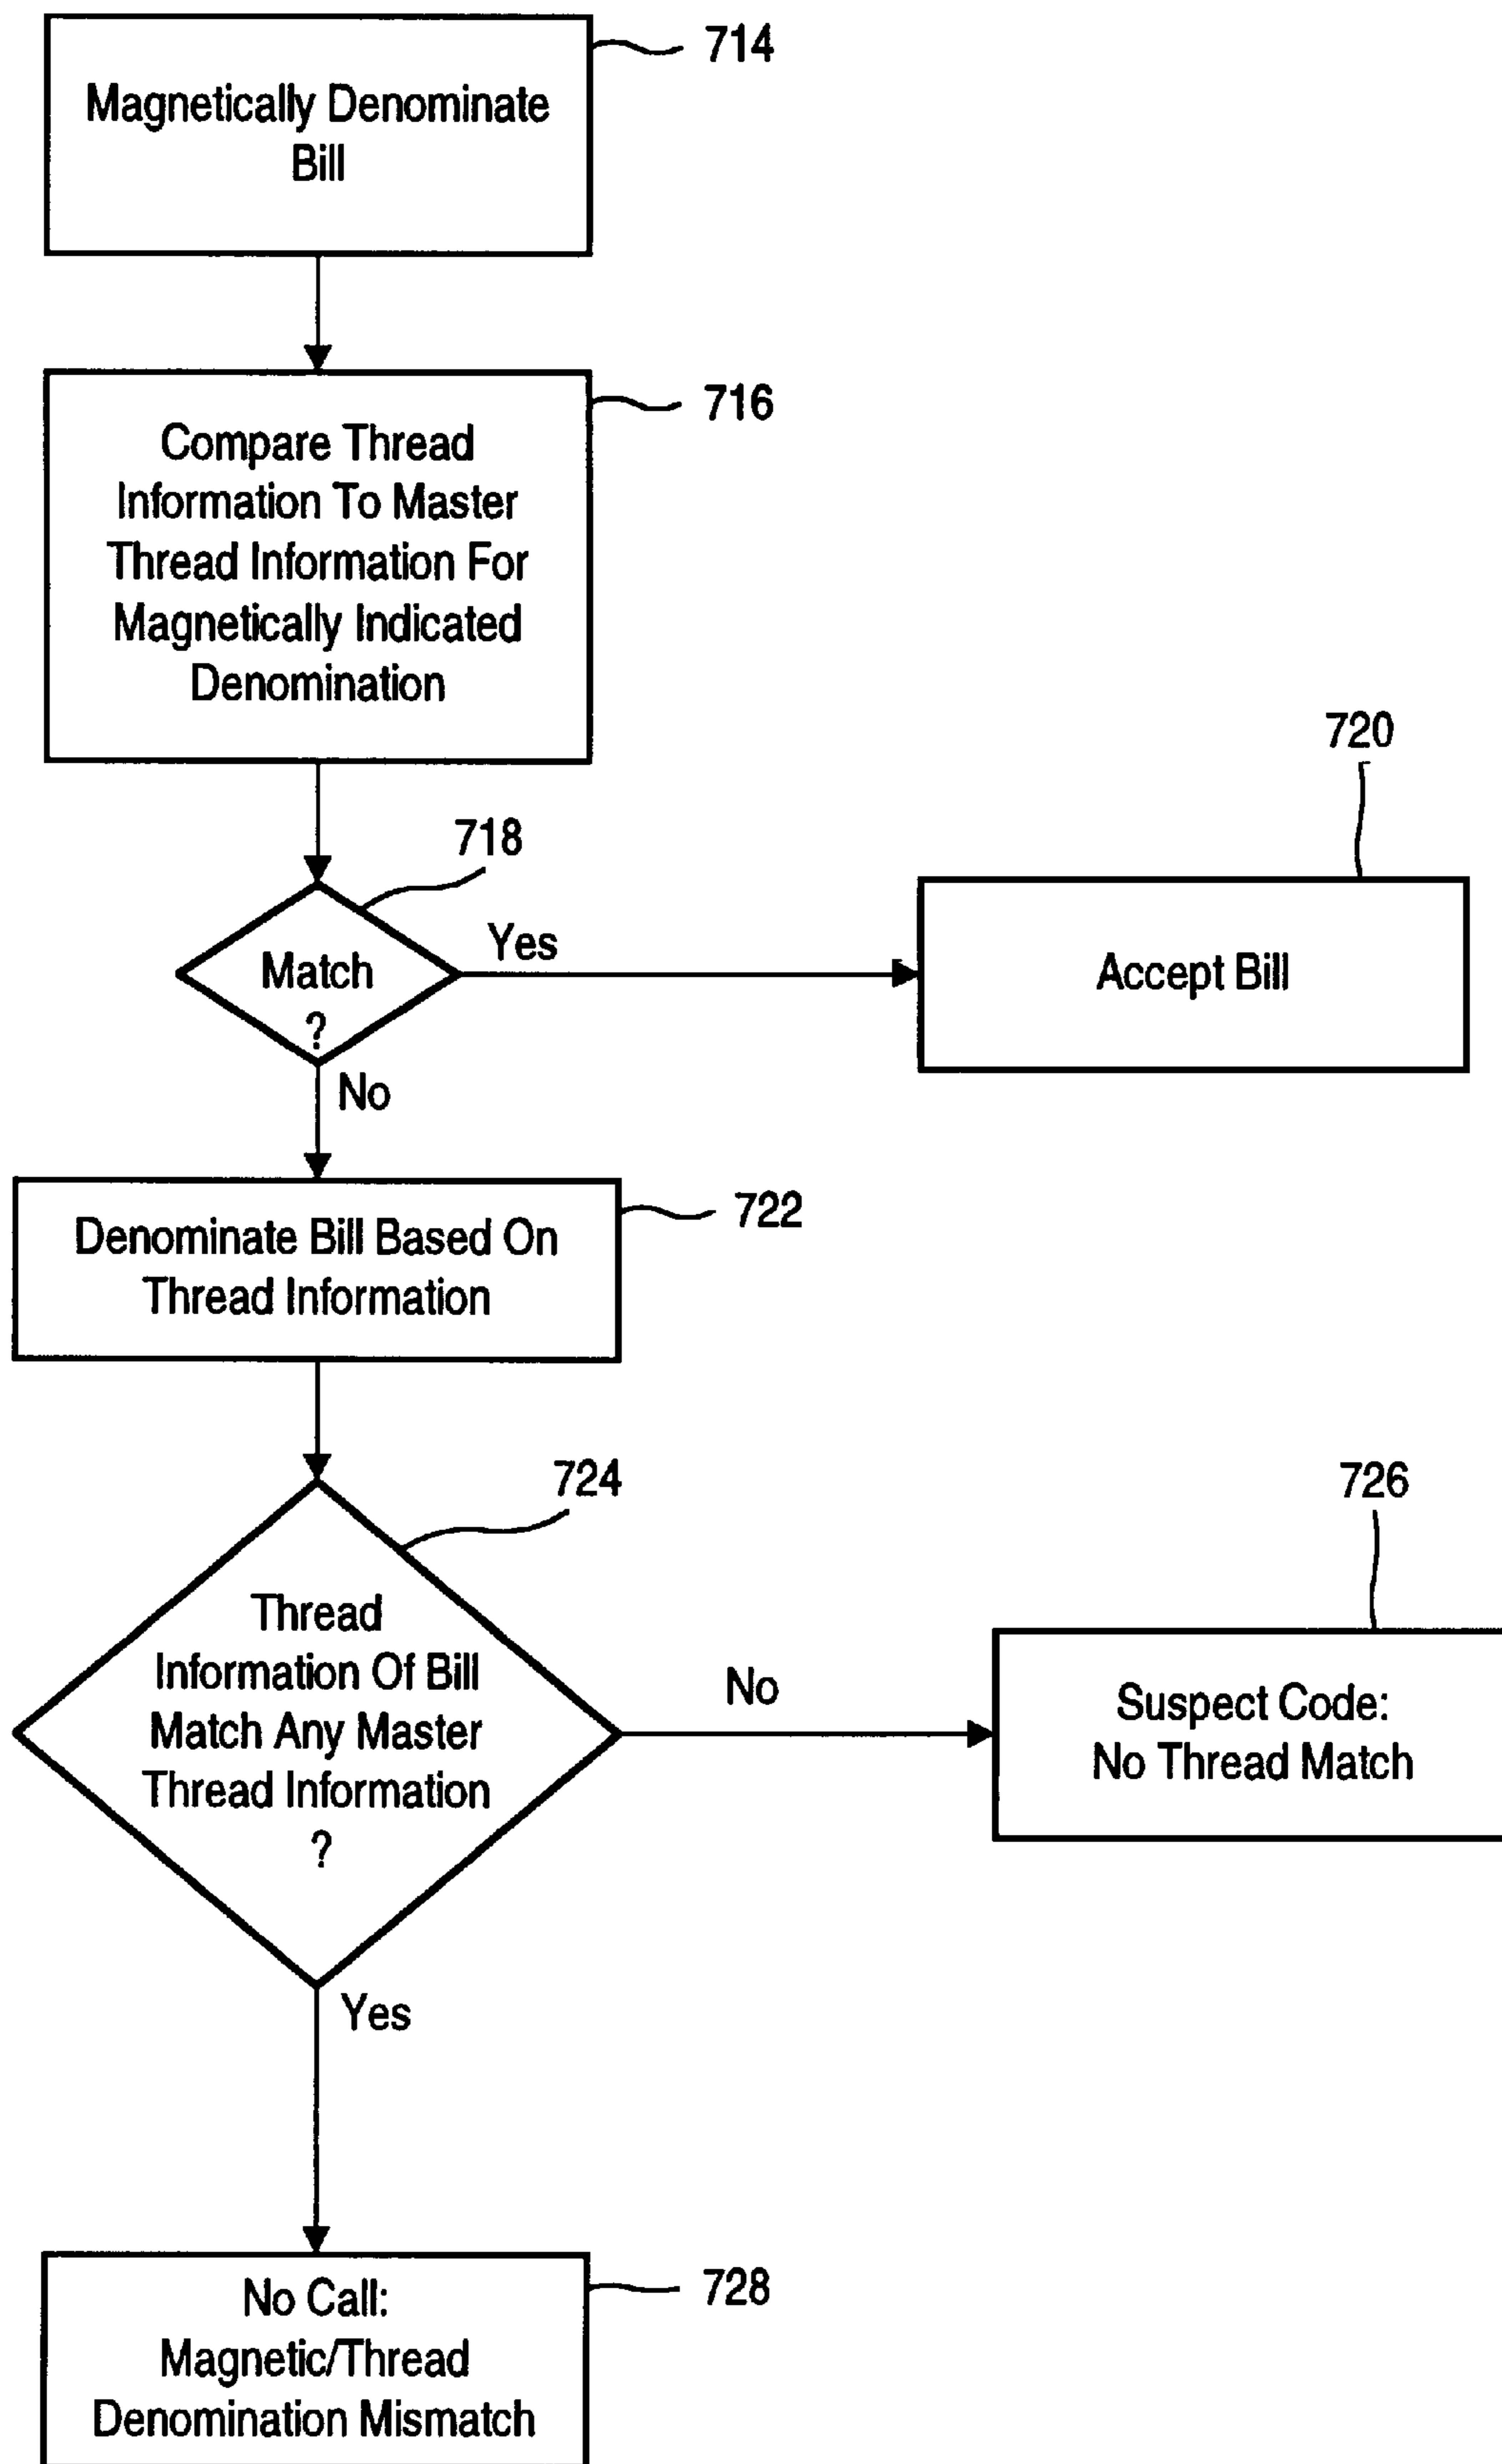 714
Magnetically Denominate
Bill
716
Compare Thread
Information To Master
Thread Information For
Magnetically Indicated
Denomination
720
718
Yes
Match
?
Accept Bill
No
722
Denominate Bill Based On
Thread Information
724
726
Thread
Information Of Bill
Match Any Master
Thread Information
?
No
Suspect Code:
No Thread Match
Yes
728
No Call:
Magnetic/Thread
Denomination Mismatch